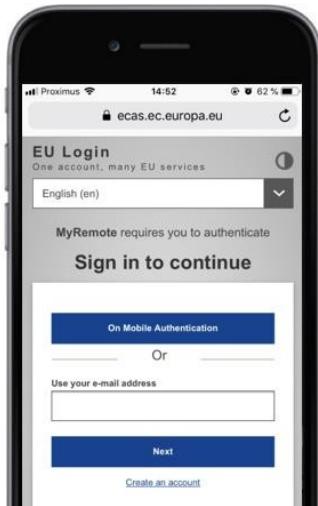 Proximus 14:52 62 %
ecas.ec.europa.eu
EU Login
One account, many EU services
English (en)
MyRemote requires you to authenticate
Sign in to continue
On Mobile Authentication
Or
Use your e-mail address
Next
Create an account